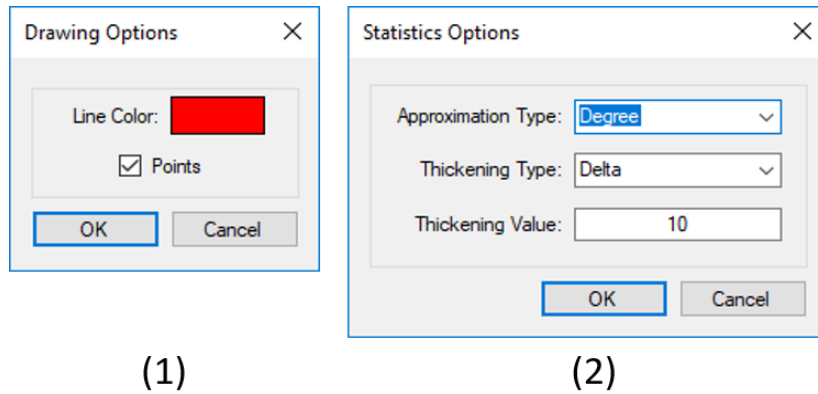 Drawing Options
Line Color:
Points
OK Cancel
(1)
Statistics Options
Approximation Type: Degree
Thickening Type: Delta
Thickening Value: 10
OK Cancel
(2)